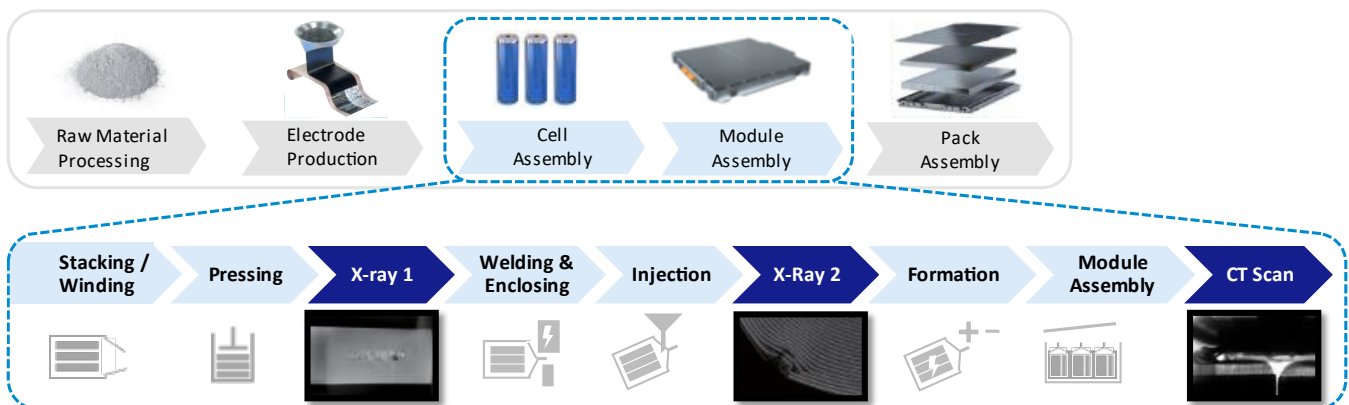 Raw Material
Processing
Electrode
Production
Cell
Assembly
Module
Assembly
Pack
Assembly
Stacking /
Winding
Pressing
X-ray 1
Welding &
Enclosing
Injection
X-Ray 2
Formation
Module
Assembly
CT Scan